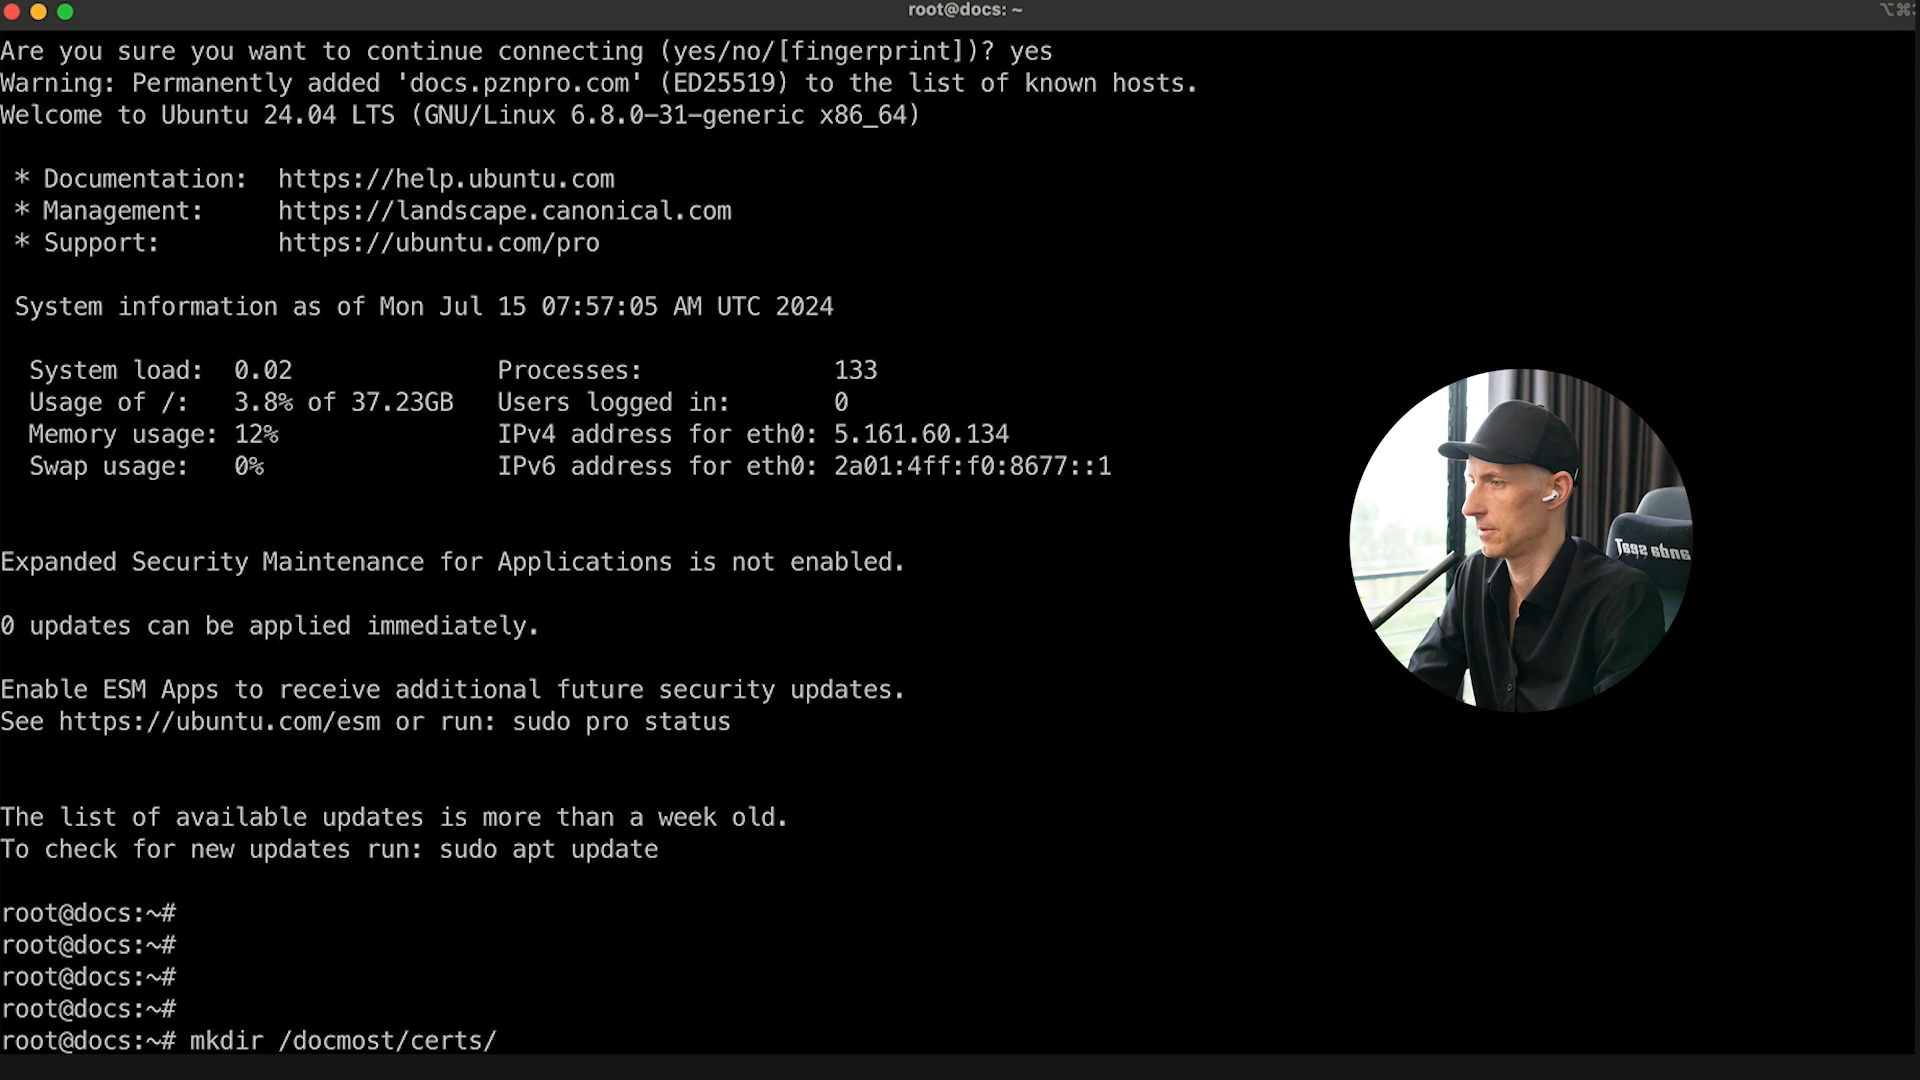 root@docs: ~
Are you sure you want to continue connecting (yes/no/[fingerprint])? yes
Warning: Permanently added 'docs.pznpro.com' (ED25519) to the list of known hosts.
Welcome to Ubuntu 24.04 LTS (GNU/Linux 6.8.0-31-generic x86_64)
* Documentation: https://help.ubuntu.com
* Management: https://landscape.canonical.com
* Support: https://ubuntu.com/pro
System information as of Mon Jul 15 07:57:05 AM UTC 2024
System load: 0.02 Processes: 133
Usage of /: 3.8% of 37.23GB Users logged in: 0
Memory usage: 12% IPv4 address for eth0: 5.161.60.134
Swap usage: 0% IPv6 address for eth0: 2a01:4ff:f0:8677::1
Expanded Security Maintenance for Applications is not enabled.
0 updates can be applied immediately.
Enable ESM Apps to receive additional future security updates.
See https://ubuntu.com/esm or run: sudo pro status
The list of available updates is more than a week old.
To check for new updates run: sudo apt update
root@docs:~#
root@docs:~#
root@docs:~#
root@docs:~#
root@docs:~# mkdir /docmost/certs/